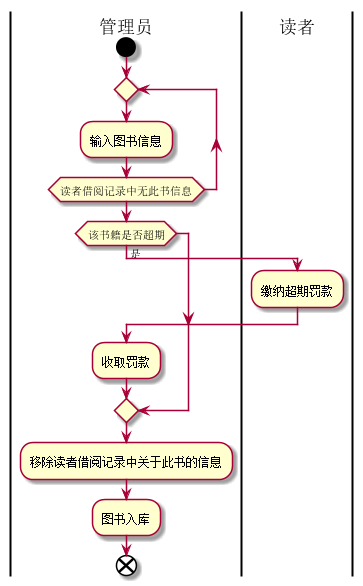 管理员
读者
输入图书信息
读者借阅记录中无此书信息
该书籍是否超期
是
缴纳超期罚款
收取罚款
移除读者借阅记录中关于此书的信息
图书入库